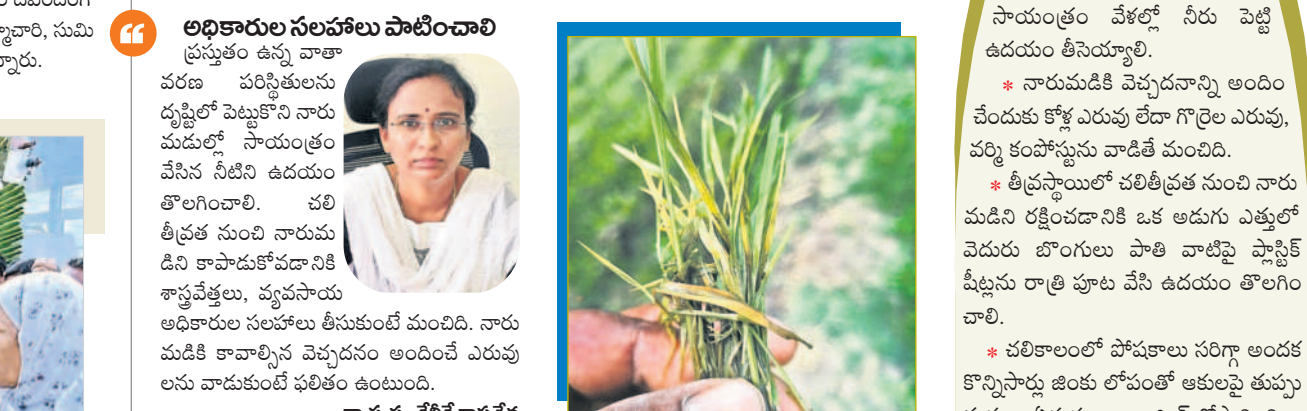 ్మాచారి, సుమి
న్నారు.
అధికారుల సలహాలు పాటించాలి
ప్రస్తుతం ఉన్న వాతా
వరణ పరిస్థితులను
దృష్టిలో పెట్టుకొని నారు
మడుల్లో సాయంత్రం
వేసిన నీటిని ఉదయం
తొలగించాలి. చలి
తీవ్రత నుంచి నారుమ
డిని కాపాడుకోవడానికి
శాస్త్రవేత్తలు, వ్యవసాయ
అధికారుల సలహాలు తీసుకుంటే మంచిది. నారు
మడికి కావాల్సిన వెచ్చదనం అందించే ఎరువు
లను వాడుకుంటే ఫలితం ఉంటుంది.
సాయంత్రం వేళల్లో నీరు పెట్టి
ఉదయం తీసెయ్యాలి.
* నారుమడికి వెచ్చదనాన్ని అందిం
చేందుకు కోళ్ల ఎరువు లేదా గొర్రెల ఎరువు,
వర్మి కంపోస్టును వాడితే మంచిది.
* తీవ్రస్థాయిలో చలితీవ్రత నుంచి నారు
మడిని రక్షించడానికి ఒక అడుగు ఎత్తులో
వెదురు బొంగులు పాతి వాటిపై ప్లాస్టిక్
షీట్లను రాత్రి పూట వేసి ఉదయం తొలగిం
చాలి.
* చలికాలంలో పోషకాలు సరిగ్గా అందక
కొన్నిసార్లు జింకు లోపంతో ఆకులపై తుప్పు